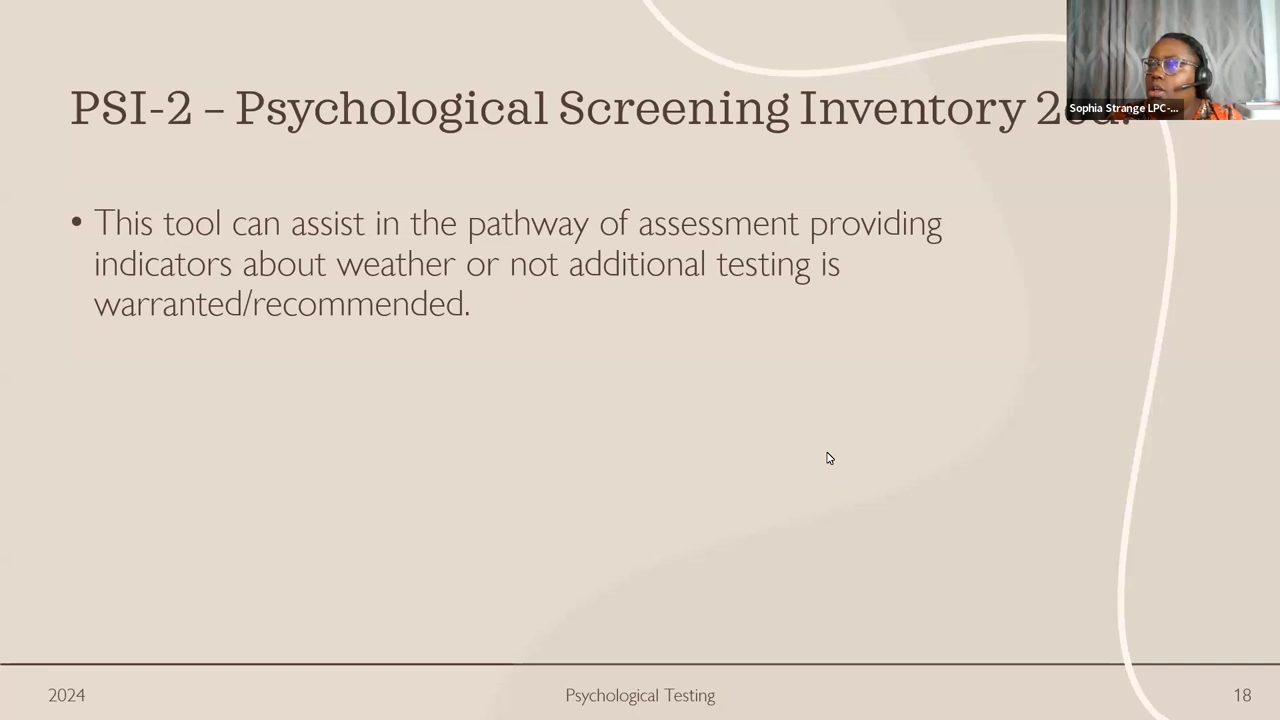 PSI-2 – Psychological Screening Inventory
Sophia Strange LPC-...
• This tool can assist in the pathway of assessment providing
indicators about weather or not additional testing is
warranted/recommended.
2024
Psychological Testing
18